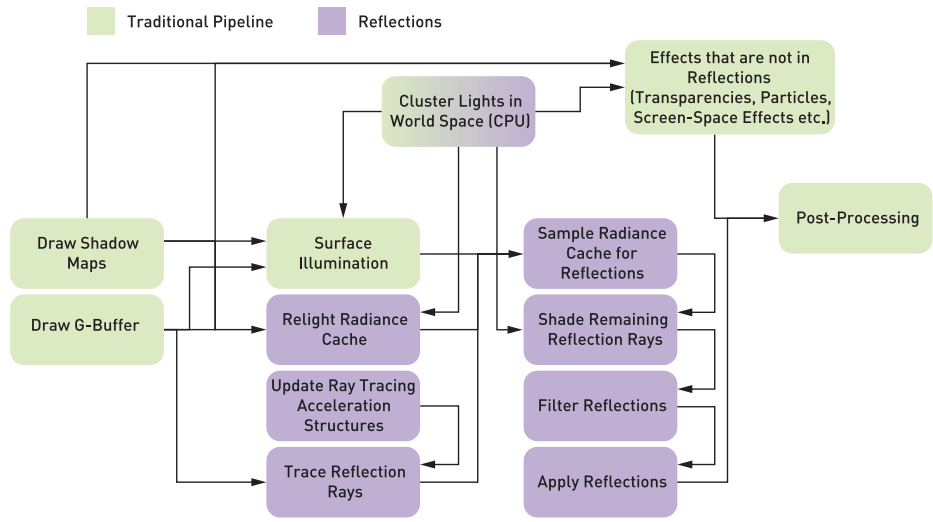 Traditional Pipeline
Reflections
Effects that are not in
Reflections
(Transparencies, Particles,
Screen-Space Effects etc.)
Cluster Lights in
World Space (CPU)
Post-Processing
Draw Shadow
Maps
Surface
Illumination
Sample Radiance
Cache for
Reflections
Draw G-Buffer
Relight Radiance
Cache
Shade Remaining
Reflection Rays
Update Ray Tracing
Acceleration
Structures
Filter Reflections
Trace Reflection
Rays
Apply Reflections